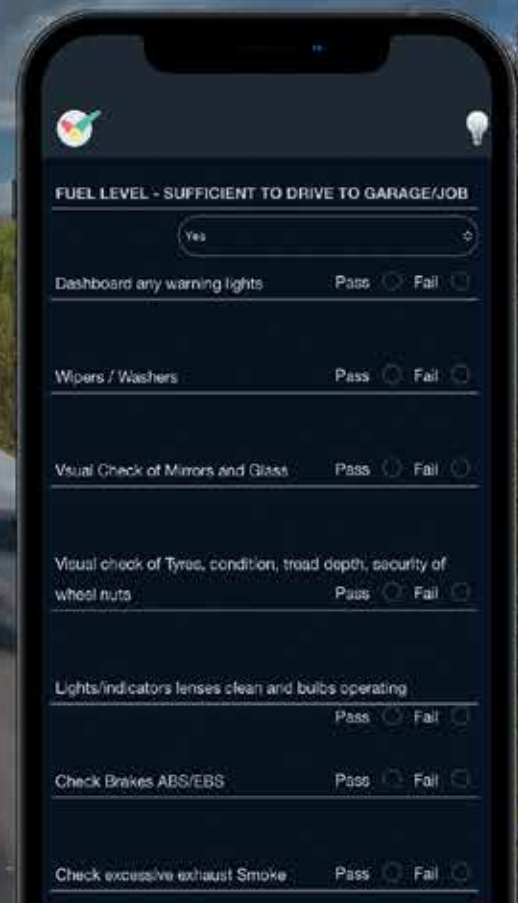 FUEL LEVEL - SUFFICIENT TO DRIVE TO GARAGE/JOB
Yes
Dashboard any warning lights Pass Fail
Wipers / Washers Pass Fail
Vsual Check of Mirrors and Glass Pass Fail
Visual check of Tyres, condition, tread depth, security of
wheel nuts Pass Fail
Lights/indicators lenses clean and bulbs operating
Pass Fail
Check Brakes ABS/EBS Pass Fail
Check excessive exhaust Smoke Pass Fail